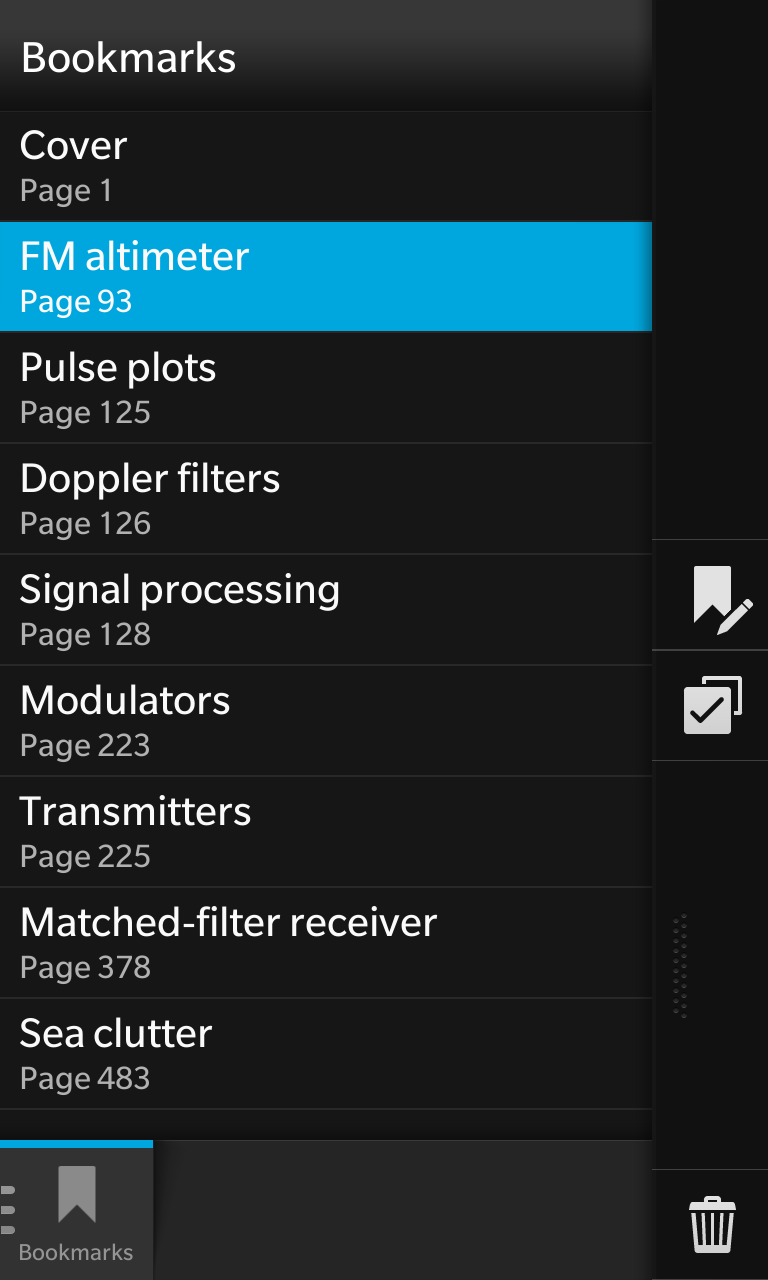 Bookmarks
Cover
Page 1
FM altimeter
Page 93
Pulse plots
Page 125
Doppler filters
Page 126
Signal processing
Page 128
Modulators
Page 223
Transmitters
Page 225
Matched-filter receiver
Page 378
Sea clutter
Page 483
Bookmarks